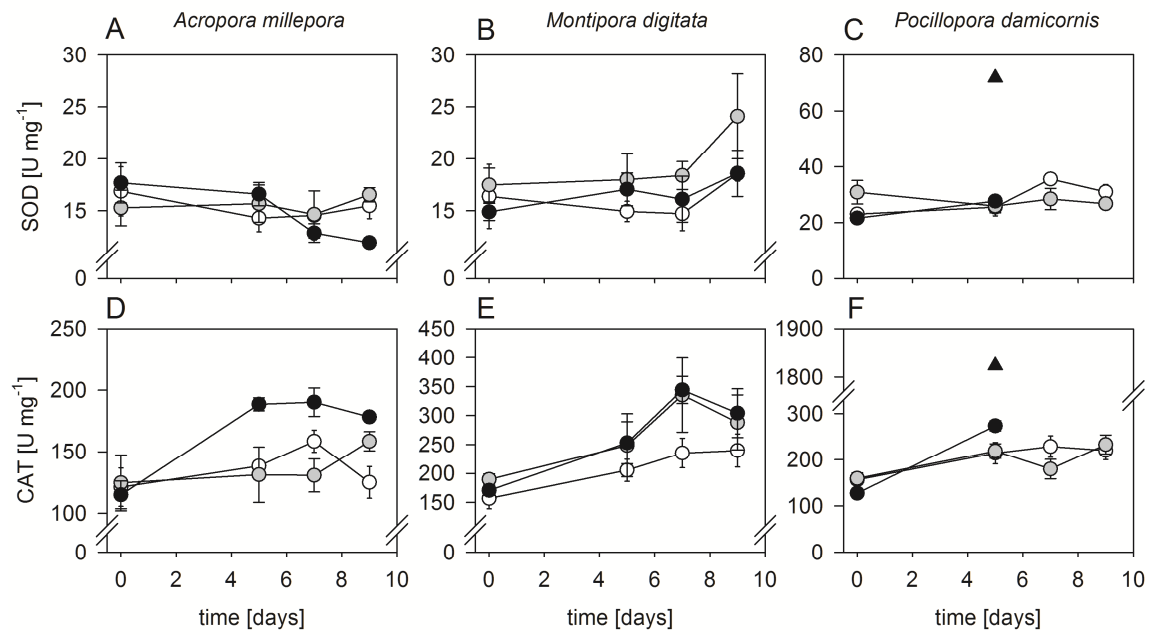 A Acropora millepora B Montipora digitata C Pocillopora damicornis
30 30 80
25 25 60
20 20 40
15 15 20
0 0 0
SOD [U mg-1]
D E F
250 450 1900
200 400 1800
150 350 300
100 300 200
0 250 100
200 0
150
0
CAT [U mg-1]
0 2 4 6 8 10 0 2 4 6 8 10 0 2 4 6 8 10
time [days] time [days] time [days]